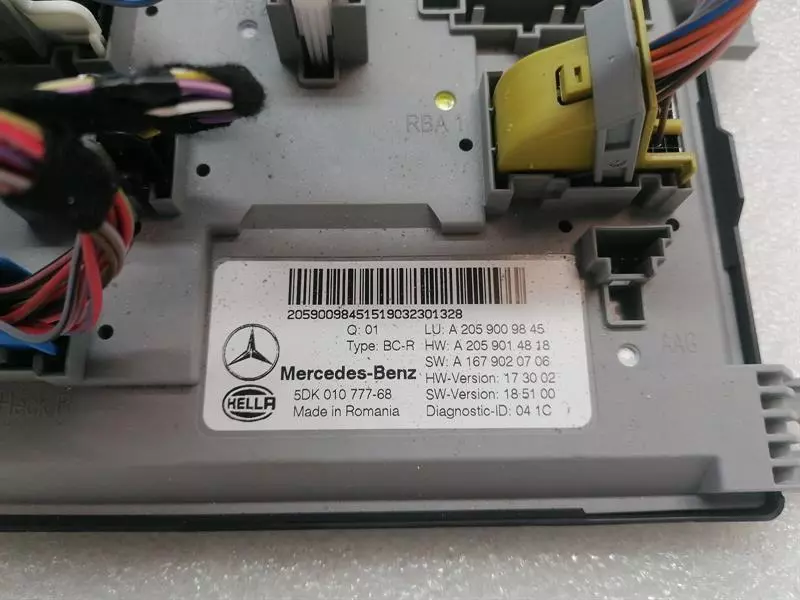 RBA 1
2059009845151903230132​8
Q: 01
LU: A 205 900 98 45
Type: BC-R
HW: A 205 901 48 18
SW: A 167 902 07 06
Mercedes-Benz
HW-Version: 17 30 02
HELLA
5DK 010 777-68
SW-Version: 18 51 00
Made in Romania
Diagnostic-ID: 04 1C
AAG